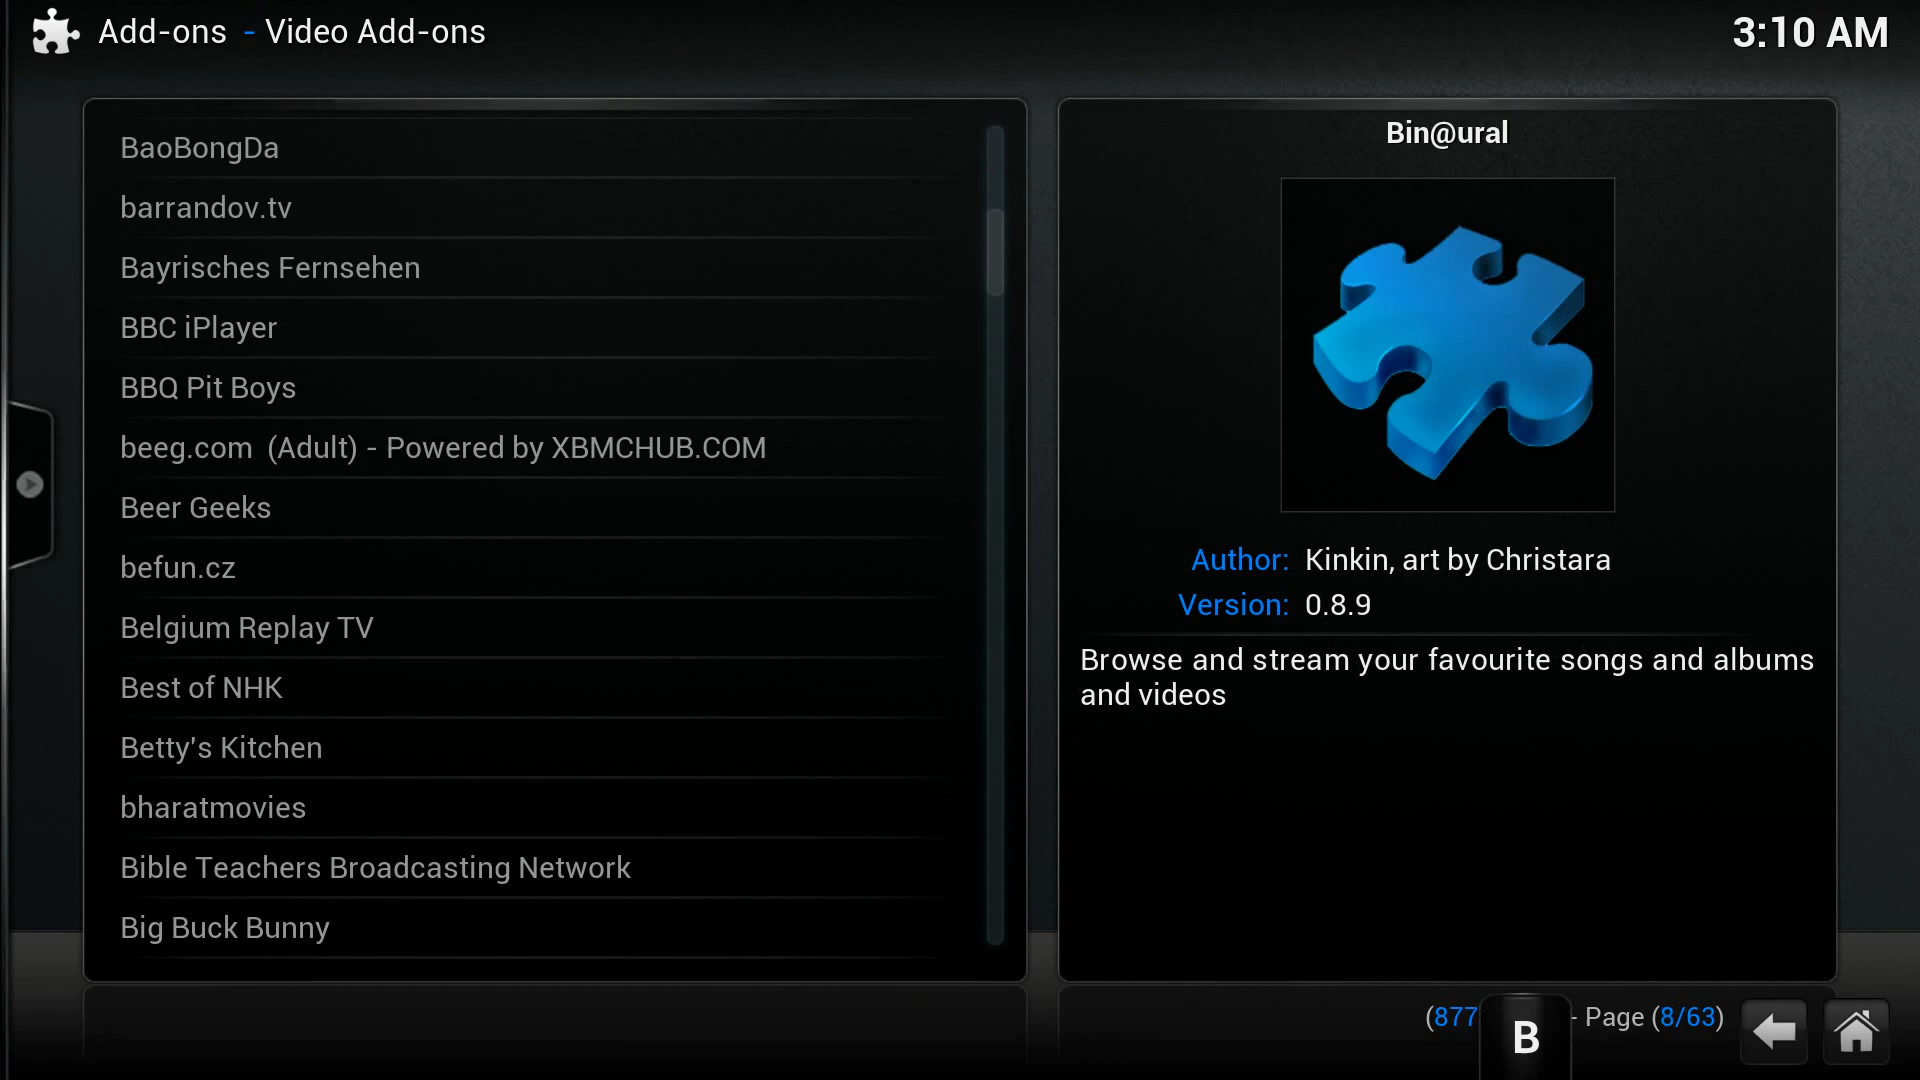 Add-ons - Video Add-ons
3:10 AM
BaoBongDa
barrandov.tv
Bayrisches Fernsehen
BBC iPlayer
BBQ Pit Boys
beeg.com (Adult) - Powered by XBMCHUB.COM
Beer Geeks
befun.cz
Belgium Replay TV
Best of NHK
Betty's Kitchen
bharatmovies
Bible Teachers Broadcasting Network
Big Buck Bunny
Bin@ural
Author: Kinkin, art by Christara
Version: 0.8.9
Browse and stream your favourite songs and albums
and videos
(877 - Page (8/63)
B